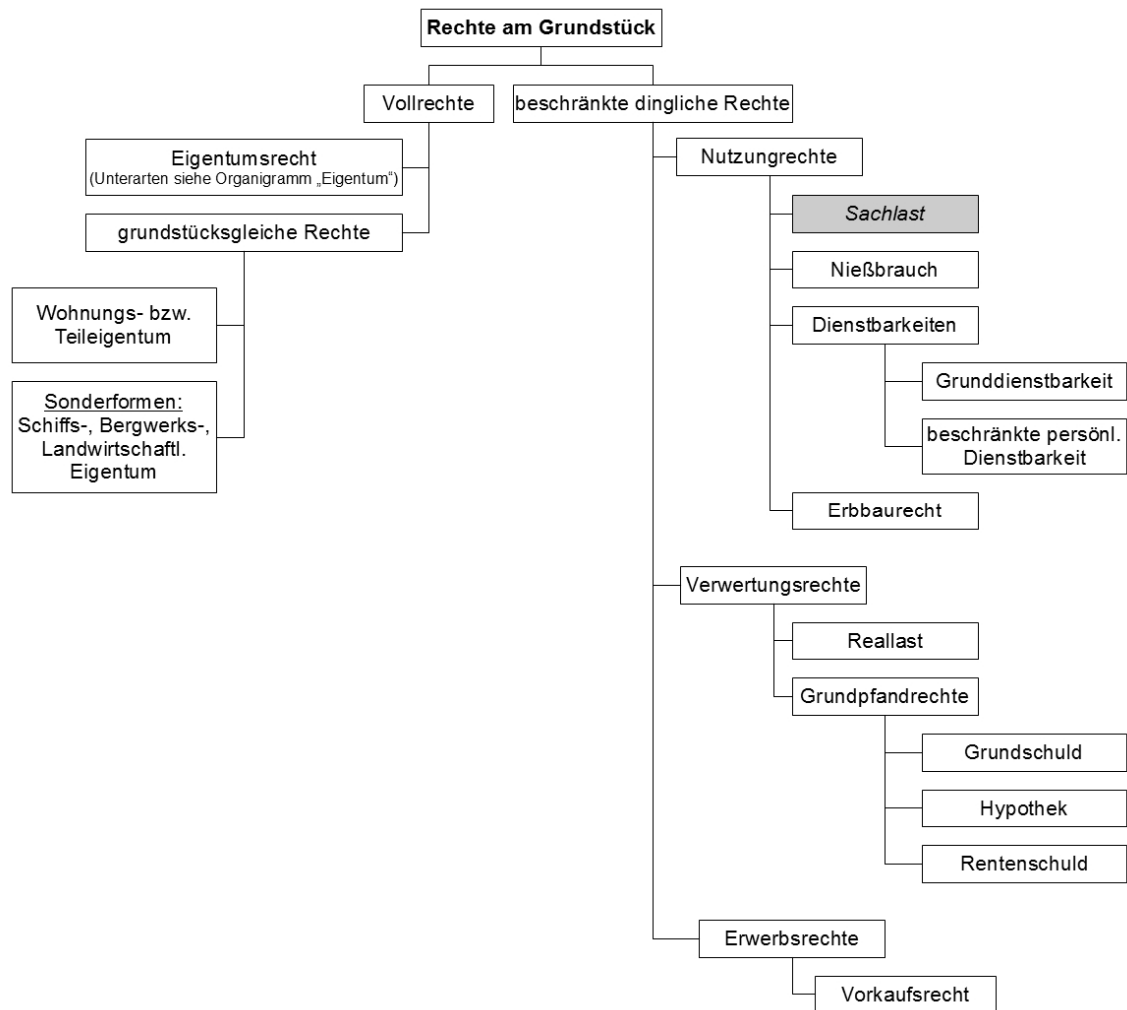 Rechte am Grundstück
Vollrechte
beschränkte dingliche Rechte
Eigentumsrecht
(Unterarten siehe Organigramm „Eigentum“)
grundstücksgleiche Rechte
Wohnungs- bzw.
Teileigentum
Sonderformen:
Schiffs-, Bergwerks-,
Landwirtschaftl.
Eigentum
Nutzungrechte
Sachlast
Nießbrauch
Dienstbarkeiten
Grunddienstbarkeit
beschränkte persönl.
Dienstbarkeit
Erbbaurecht
Verwertungsrechte
Reallast
Grundpfandrechte
Grundschuld
Hypothek
Rentenschuld
Erwerbsrechte
Vorkaufsrecht